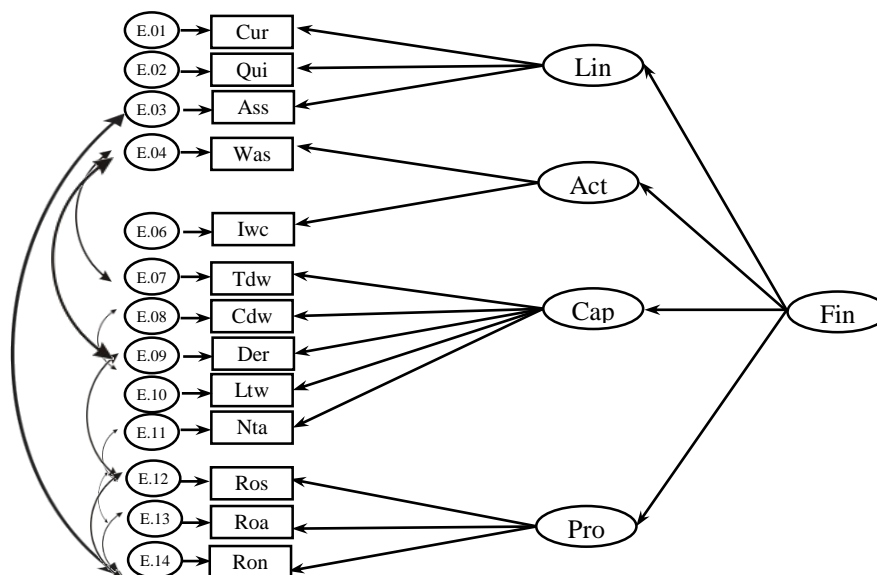 E.01 Cur
E.02 Qui Lin
E.03 Ass
E.04 Was
Act
E.06 Iwc
E.07 Tdw
E.08 Cdw Cap Fin
E.09 Der
E.10 Ltw
E.11 Nta
E.12 Ros
E.13 Roa Pro
E.14 Ron